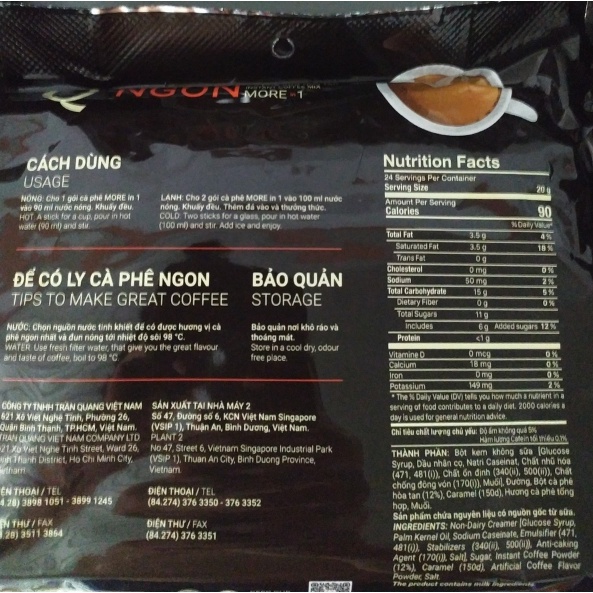 NGON
MORE in 1
CÁCH DÙNG
USAGE
NÓNG: Cho 1 gói cà phê MORE in 1
vào 90 ml nước nóng. Khuấy đều.
HOT: A stick for a cup, pour in hot
water (90 ml) and stir.
LẠNH: Cho 2 gói cà phê MORE in 1 vào 100 ml nước
nóng. Khuấy đều. Thêm đá vào và thưởng thức.
COLD: Two sticks for a glass, pour in hot water
(100 ml) and stir. Add ice and enjoy.
ĐỂ CÓ LY CÀ PHÊ NGON
TIPS TO MAKE GREAT COFFEE
NƯỚC: Chọn nguồn nước tinh khiết để có được hương vị cà
phê ngon nhất và đun nóng tới nhiệt độ sôi 98 °C.
WATER: Use fresh filter water, that give you the great flavour
and taste of coffee, boil to 98 °C.
BẢO QUẢN
STORAGE
Bảo quản nơi khô ráo và
thoáng mát.
Store in a cool dry, odour
free place.
CÔNG TY TNHH TRẦN QUANG VIỆT NAM
621 Xô Viết Nghệ Tĩnh, Phường 26,
Quận Bình Thạnh, TP.HCM, Việt Nam.
TRAN QUANG VIET NAM COMPANY LTD
621 Xo Viet Nghe Tinh Street, Ward 26,
Binh Thanh District, Ho Chi Minh City,
Vietnam.
ĐIỆN THOẠI / TEL
3898 1051 - 3899 1245
3511 3864
SẢN XUẤT TẠI NHÀ MÁY 2
Số 47, Đường số 6, KCN Việt Nam Singapore
(VSIP 1), Thuận An, Bình Dương, Việt Nam.
PLANT 2
No 47, Street 6, Vietnam Singapore Industrial Park
(VSIP 1), Thuan An City, Binh Duong Province,
Vietnam.
ĐIỆN THOẠI / TEL
(84.274) 376 3350 - 376 3352
ĐIỆN THƯ / FAX
(84.274) 376 3351
Nutrition Facts
24 Servings Per Container
Serving Size 20 g
Amount Per Serving
Calories 90
% Daily Value*
Total Fat 3.5 g 4 %
Saturated Fat 3.5 g 18 %
Trans Fat 0 g
Cholesterol 0 mg 0 %
Sodium 50 mg 2 %
Total Carbohydrate 15 g 5 %
Dietary Fiber 0 g 0 %
Total Sugars 11 g
Includes 6 g Added sugars 12 %
Protein <1 g
Vitamin D 0 mcg 0 %
Calcium 18 mg 0 %
Iron 0 mg 0 %
Potassium 149 mg 2 %
* The % Daily Value (DV) tells you how much a nutrient in a
serving of food contributes to a daily diet. 2000 calories a
day is used for general nutrition advice.
Chỉ tiêu chất lượng chủ yếu: Độ ẩm không quá 5%
Hàm lượng Cafein tối thiểu 0,1%
THÀNH PHẦN: Bột kem không sữa [Glucose
Syrup, Dầu nhân cọ, Natri Caseinat, Chất nhũ hóa
(471, 481(i)), Chất ổn định (340(ii), 500(ii)), Chất
chống đông vón (170(i)), Muối], Đường, Bột cà phê
hòa tan (12%), Caramel (150d), Hương cà phê tổng
hợp, Muối.
Sản phẩm chứa nguyên liệu có nguồn gốc từ sữa.
INGREDIENTS: Non-Dairy Creamer [Glucose Syrup,
Palm Kernel Oil, Sodium Caseinate, Emulsifier (471,
481(i)), Stabilizers (340(ii), 500(ii)), Anti-caking
Agent (170(i)), Salt], Sugar, Instant Coffee Powder
(12%), Caramel (150d), Artificial Coffee Flavor
Powder, Salt.
The product contains milk ingredients.